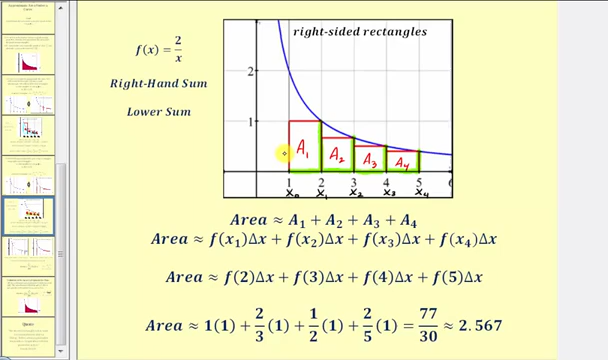 right-sided rectangles
f(x) = 2/x
Right-Hand Sum
Lower Sum
2
1
A₁ A₂ A₃ A₄
1 2 3 4 5 6
x₀ x₁ x₂ x₃ x₄
Area ≈ A₁ + A₂ + A₃ + A₄
Area ≈ f(x₁)Δx + f(x₂)Δx + f(x₃)Δx + f(x₄)Δx
Area ≈ f(2)Δx + f(3)Δx + f(4)Δx + f(5)Δx
Area ≈ 1(1) + 2/3(1) + 1/2(1) + 2/5(1) = 77/30 ≈ 2.567